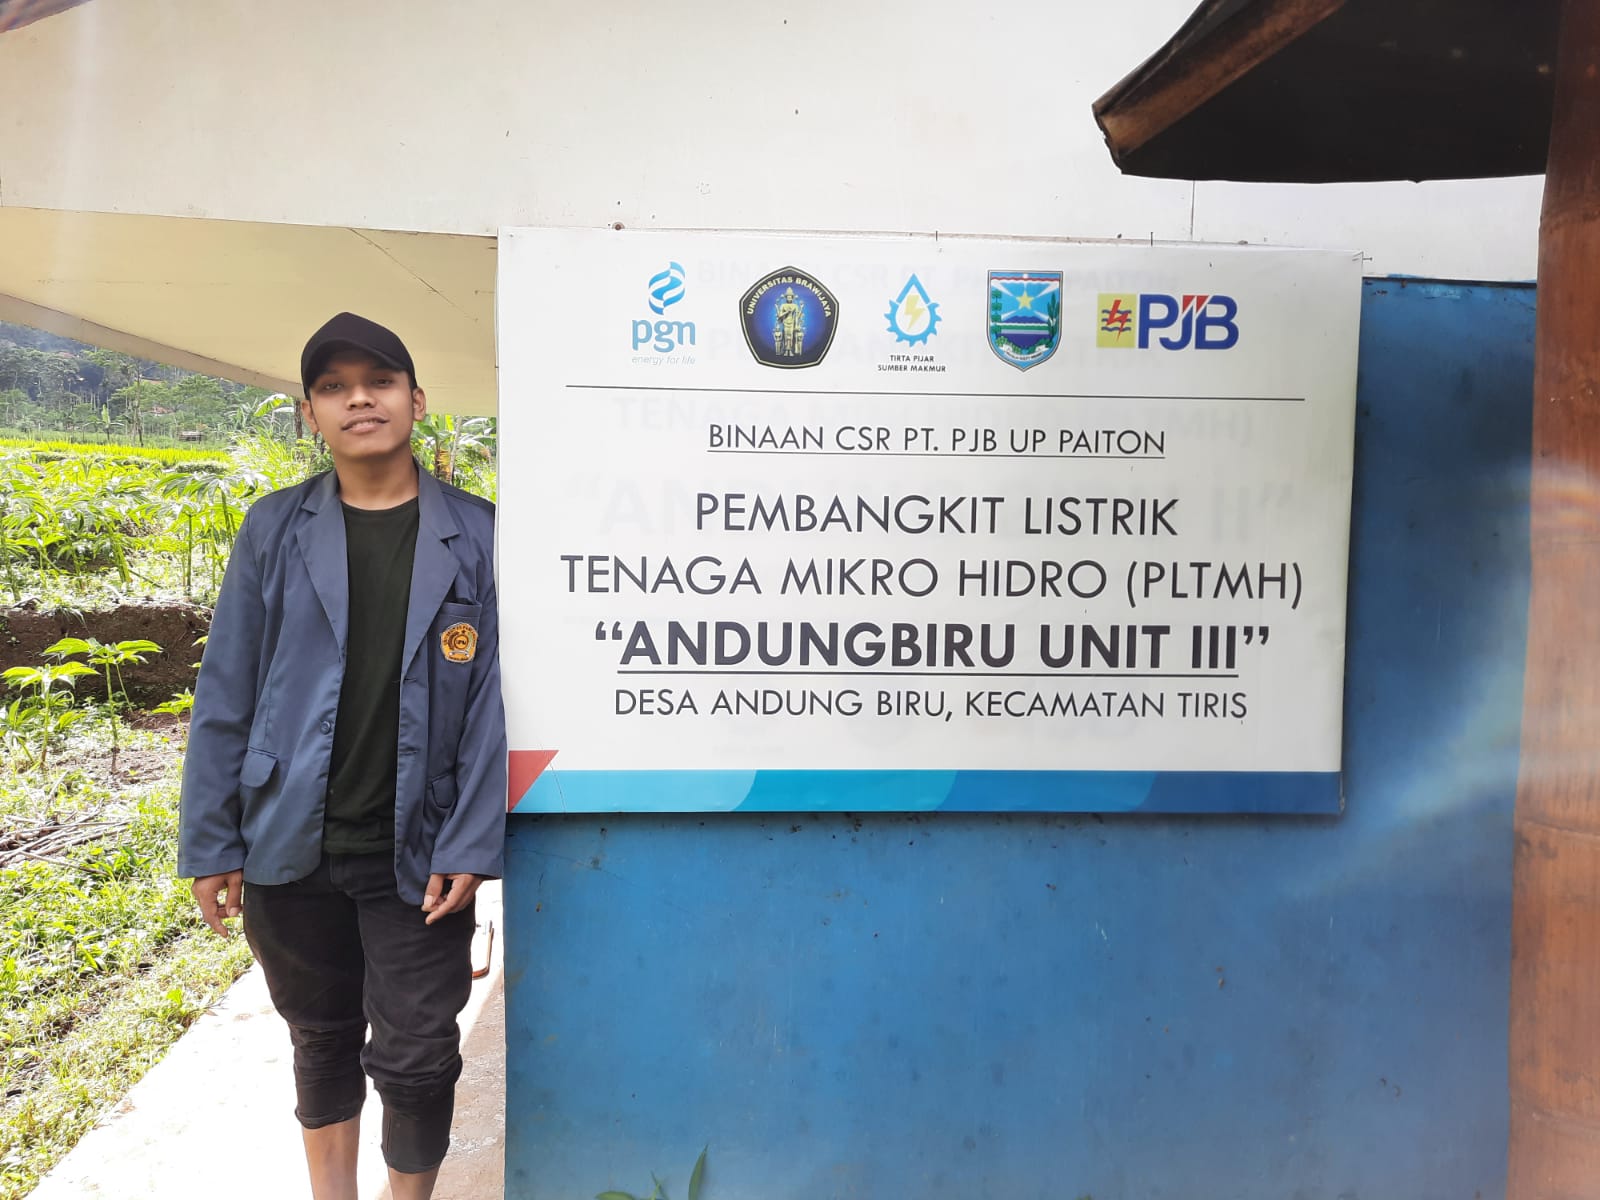 pgn
energy for life
UNIVERSITAS BRAWIJAYA
TIRTA PIJAR
SUMBER MAKMUR
PJB
BINAAN CSR PT. PJB UP PAITON
PEMBANGKIT LISTRIK
TENAGA MIKRO HIDRO (PLTMH)
“ANDUNGBIRU UNIT III”
DESA ANDUNG BIRU, KECAMATAN TIRIS